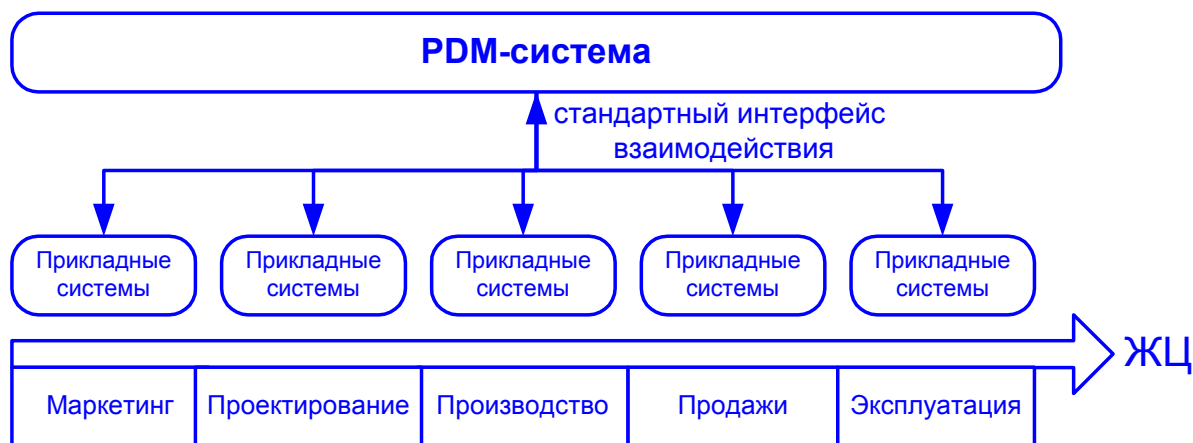 PDM-система
стандартный интерфейс
взаимодействия
Прикладные
системы
Прикладные
системы
Прикладные
системы
Прикладные
системы
Прикладные
системы
ЖЦ
Маркетинг
Проектирование
Производство
Продажи
Эксплуатация